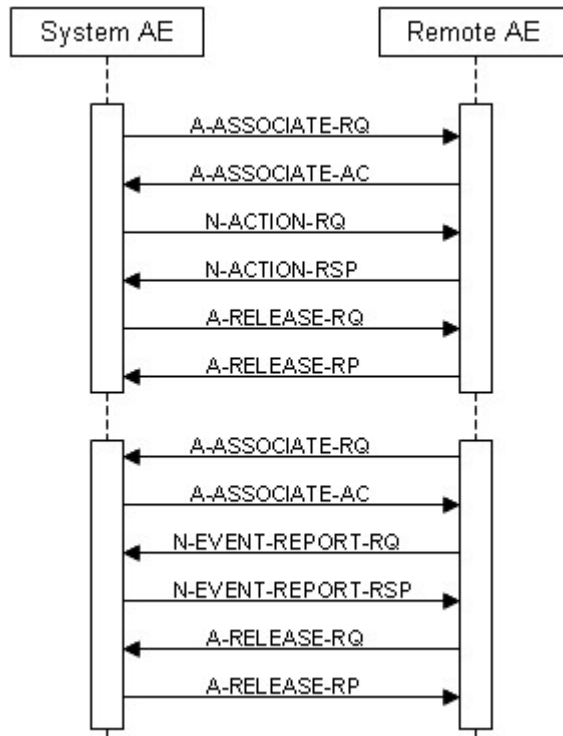 System AE
Remote AE
A-ASSOCIATE-RQ
A-ASSOCIATE-AC
N-ACTION-RQ
N-ACTION-RSP
A-RELEASE-RQ
A-RELEASE-RP
A-ASSOCIATE-RQ
A-ASSOCIATE-AC
N-EVENT-REPORT-RQ
N-EVENT-REPORT-RSP
A-RELEASE-RQ
A-RELEASE-RP